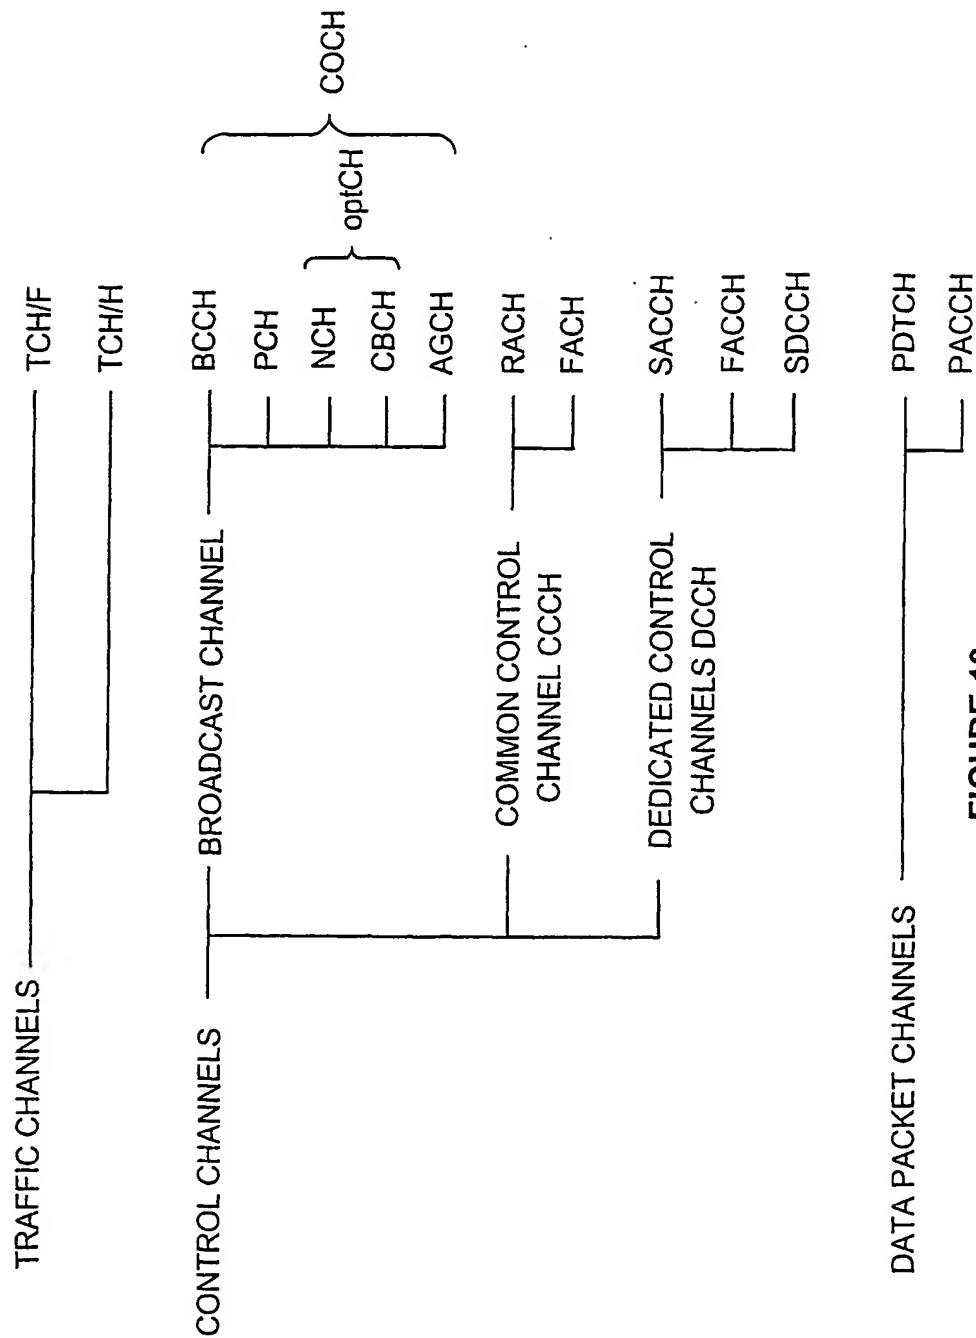 TRAFFIC CHANNELS
TCH/F
TCH/H
CONTROL CHANNELS
BROADCAST CHANNEL
BCCH
PCH
NCH
CBCH
AGCH
optCH
COCH
COMMON CONTROL
CHANNEL CCCH
RACH
FACH
DEDICATED CONTROL
CHANNELS DCCH
SACCH
FACCH
SDCCH
DATA PACKET CHANNELS
PDTCH
PACCH
FIGURE